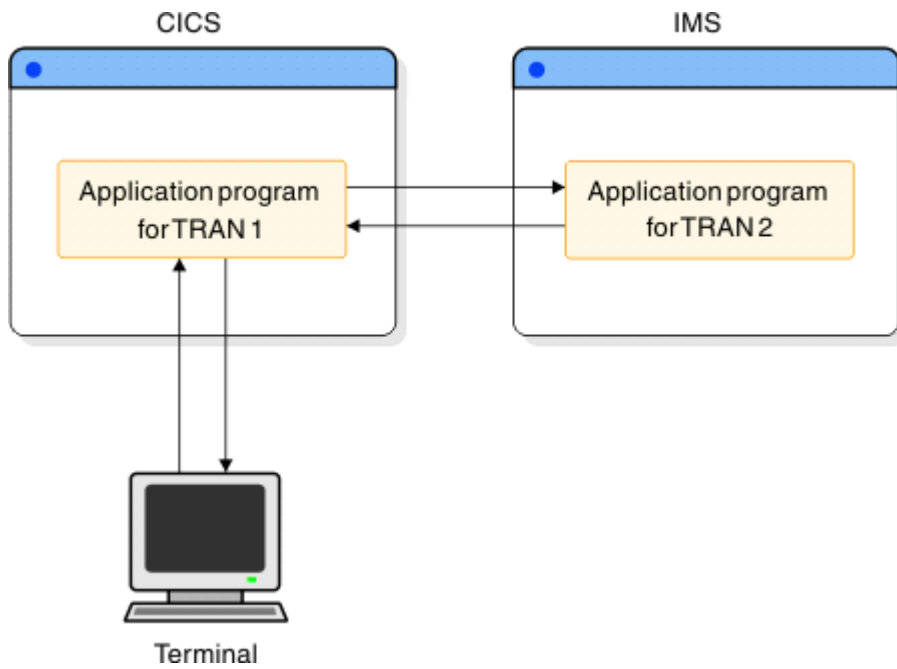 CICS
IMS
Application program
for TRAN 1
Application program
for TRAN 2
Terminal